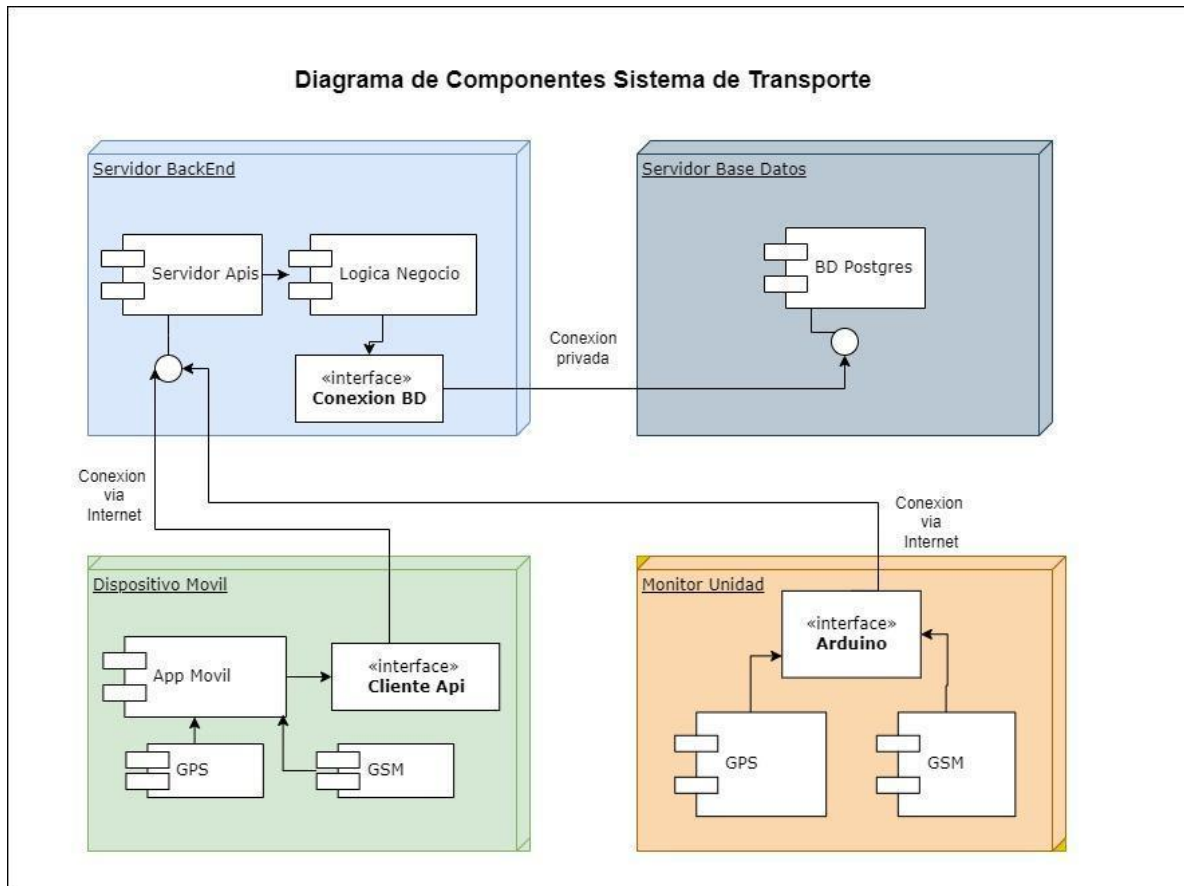 Diagrama de Componentes Sistema de Transporte
Servidor BackEnd
Servidor Apis
Logica Negocio
«interface»
Conexion BD
Conexion
privada
Servidor Base Datos
BD Postgres
Conexion
via
Internet
Conexion
via
Internet
Dispositivo Movil
App Movil
«interface»
Cliente Api
GPS
GSM
Monitor Unidad
«interface»
Arduino
GPS
GSM